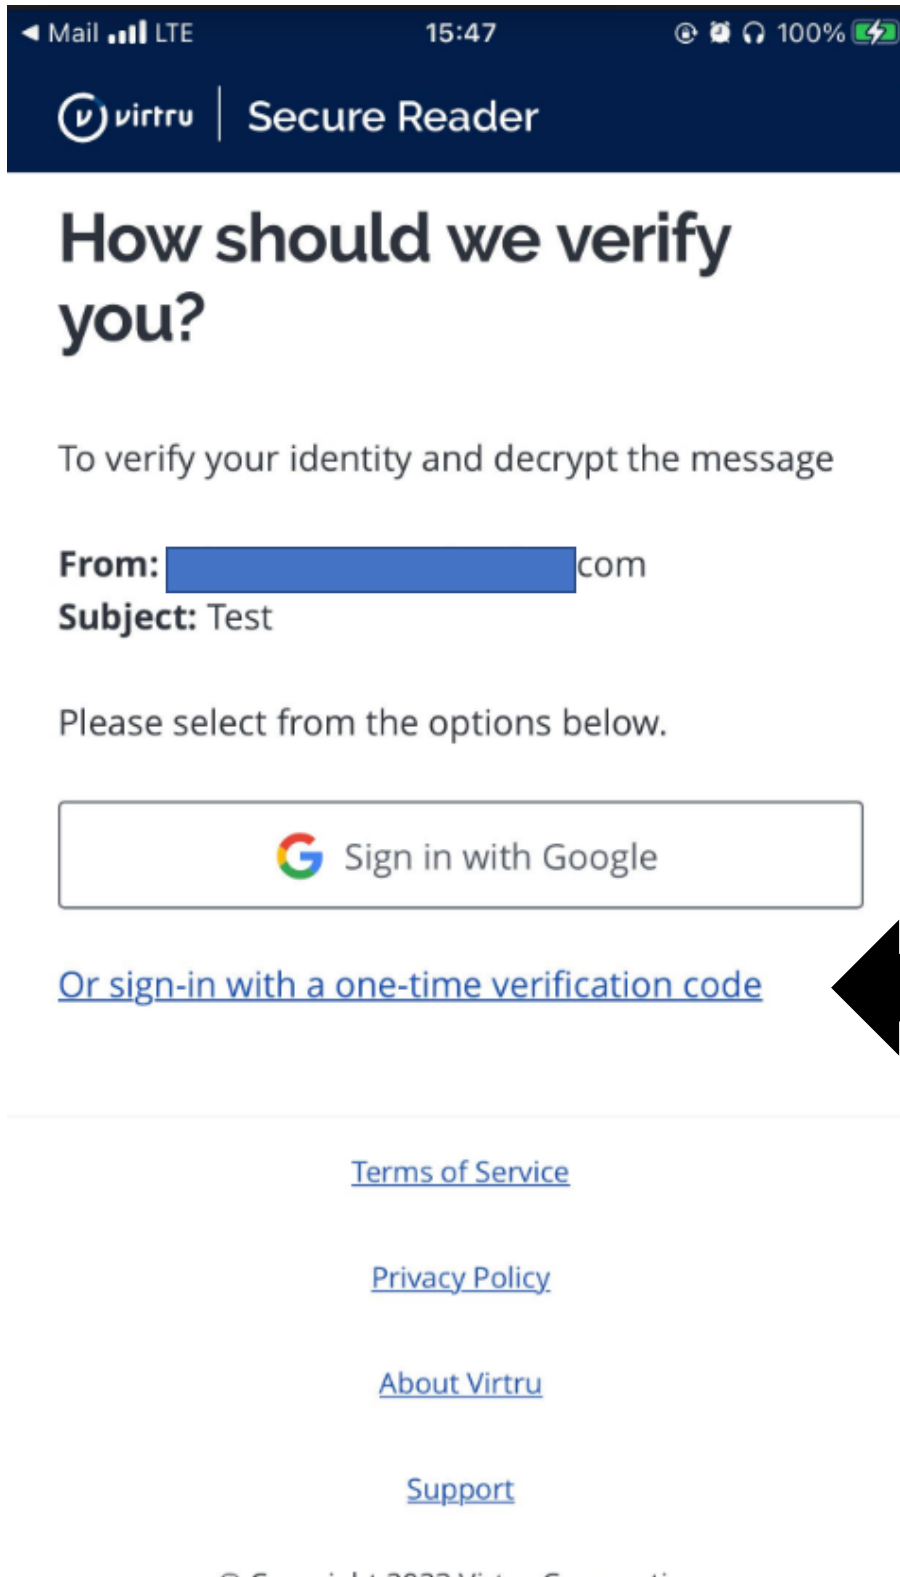 Mail LTE 15:47 100%
virtru Secure Reader
How should we verify
you?
To verify your identity and decrypt the message
From: com
Subject: Test
Please select from the options below.
Sign in with Google
Or sign-in with a one-time verification code
Terms of Service
Privacy Policy
About Virtru
Support